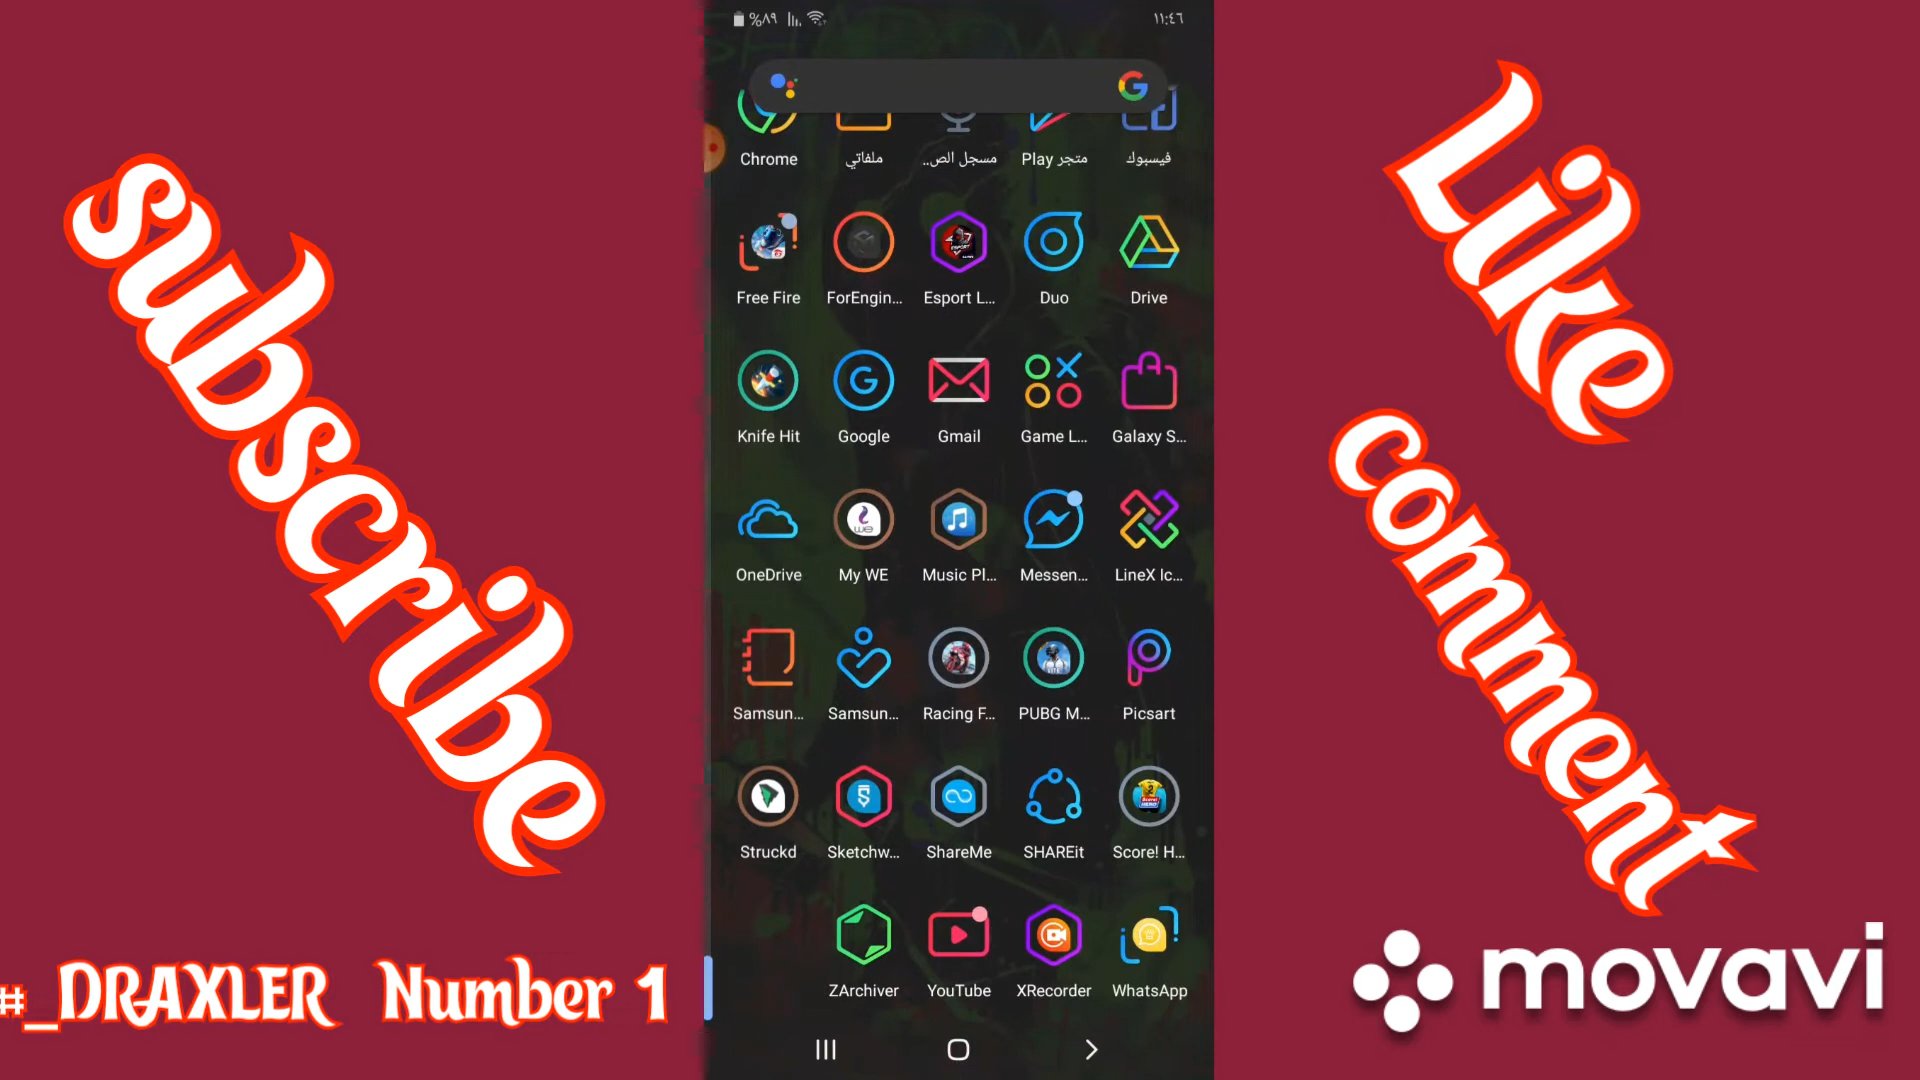 %٨٩
١١:٤٦
Chrome
ملفاتي
مسجل الص..
متجر Play
فيسبوك
Free Fire
ForEngin...
Esport L...
Duo
Drive
Knife Hit
Google
Gmail
Game L...
Galaxy S...
OneDrive
My WE
Music Pl...
Messen...
LineX Ic...
Samsun...
Samsun...
Racing F...
PUBG M...
Picsart
Struckd
Sketchw...
ShareMe
SHAREit
Score! H...
ZArchiver
YouTube
XRecorder
WhatsApp
subscribe
Like
comment
#_DRAXLER Number 1
movavi